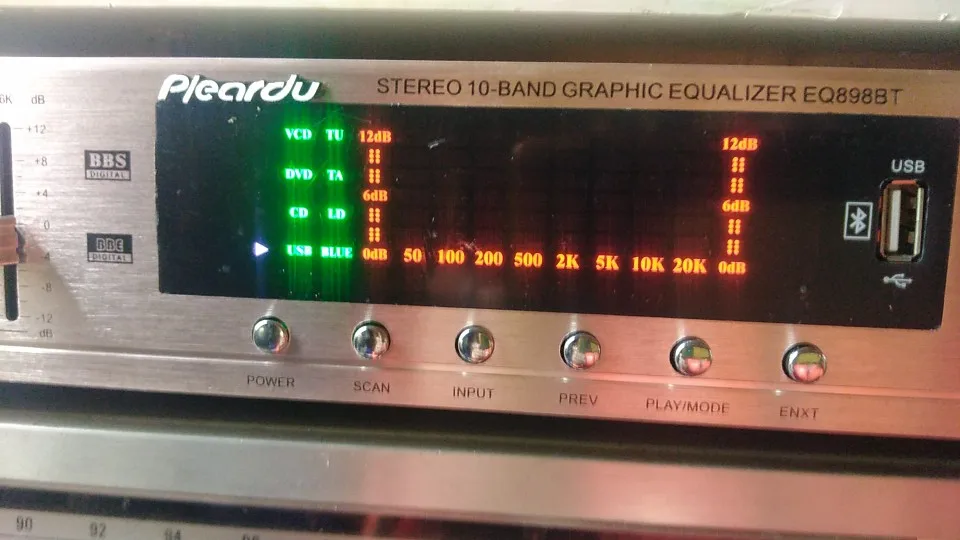 Pleardu
STEREO 10-BAND GRAPHIC EQUALIZER EQ898BT
6K dB
+12
+8
+4
0
-8
-12
dB
BBS
DIGITAL
BBE
DIGITAL
VCD TU 12dB
DVD TA 6dB
CD LD
USB BLUE 0dB 50 100 200 500 2K 5K 10K 20K 0dB
12dB
6dB
USB
POWER SCAN INPUT PREV PLAY/MODE ENXT
90 92 94